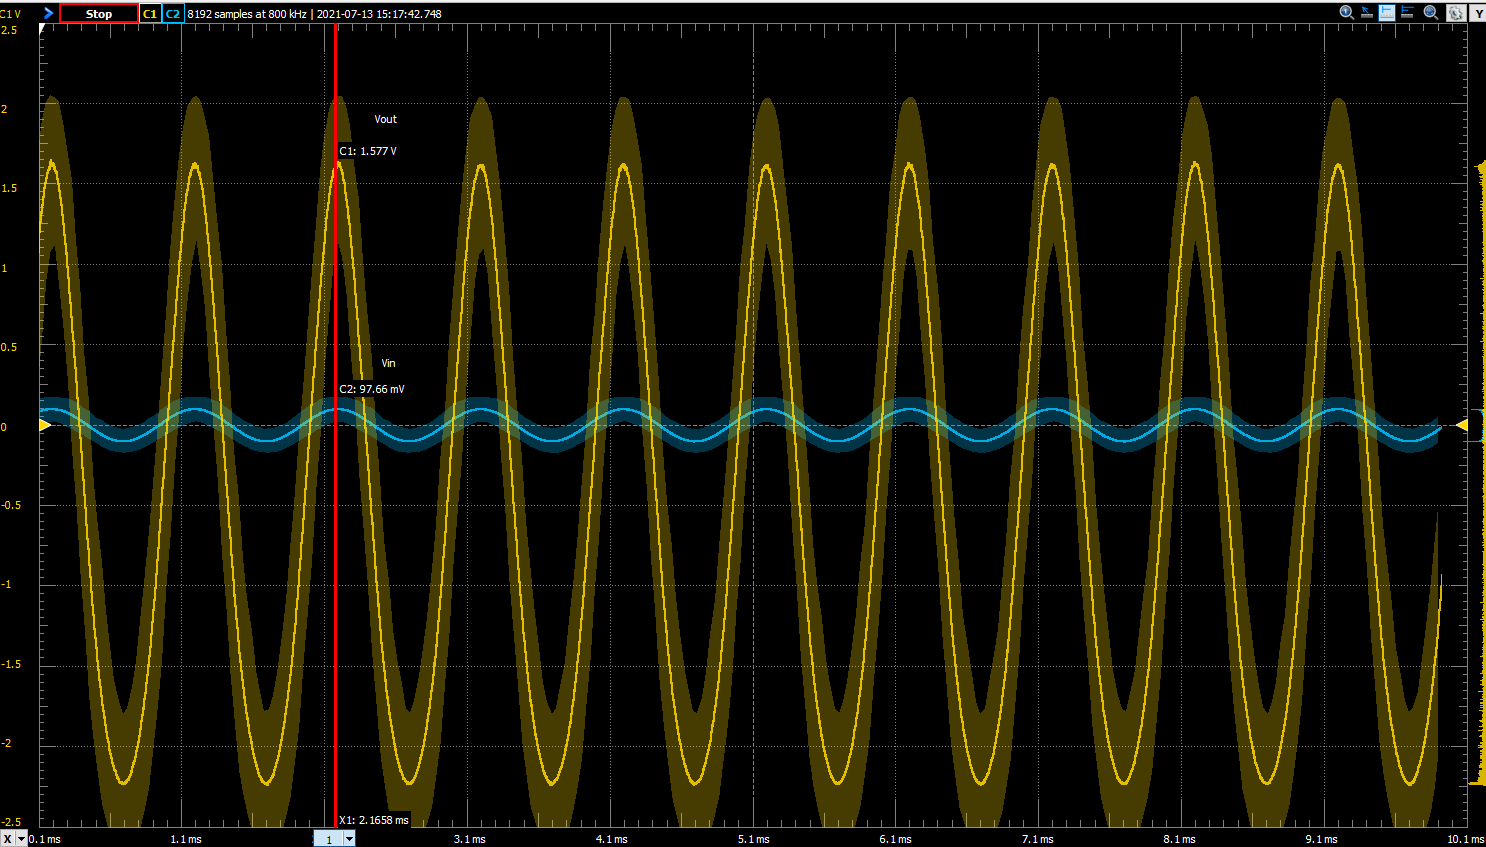 C1 V Stop C1 C2 8192 samples at 800 kHz | 2021-07-13 15:17:42.748 Y
2.5
2
Vout
C1: 1.577 V
1.5
1
0.5
Vin
C2: 97.66 mV
0
-0.5
-1
-1.5
-2
-2.5
X1: 2.1658 ms
X 0.1 ms 1.1 ms 1 3.1 ms 4.1 ms 5.1 ms 6.1 ms 7.1 ms 8.1 ms 9.1 ms 10.1 ms